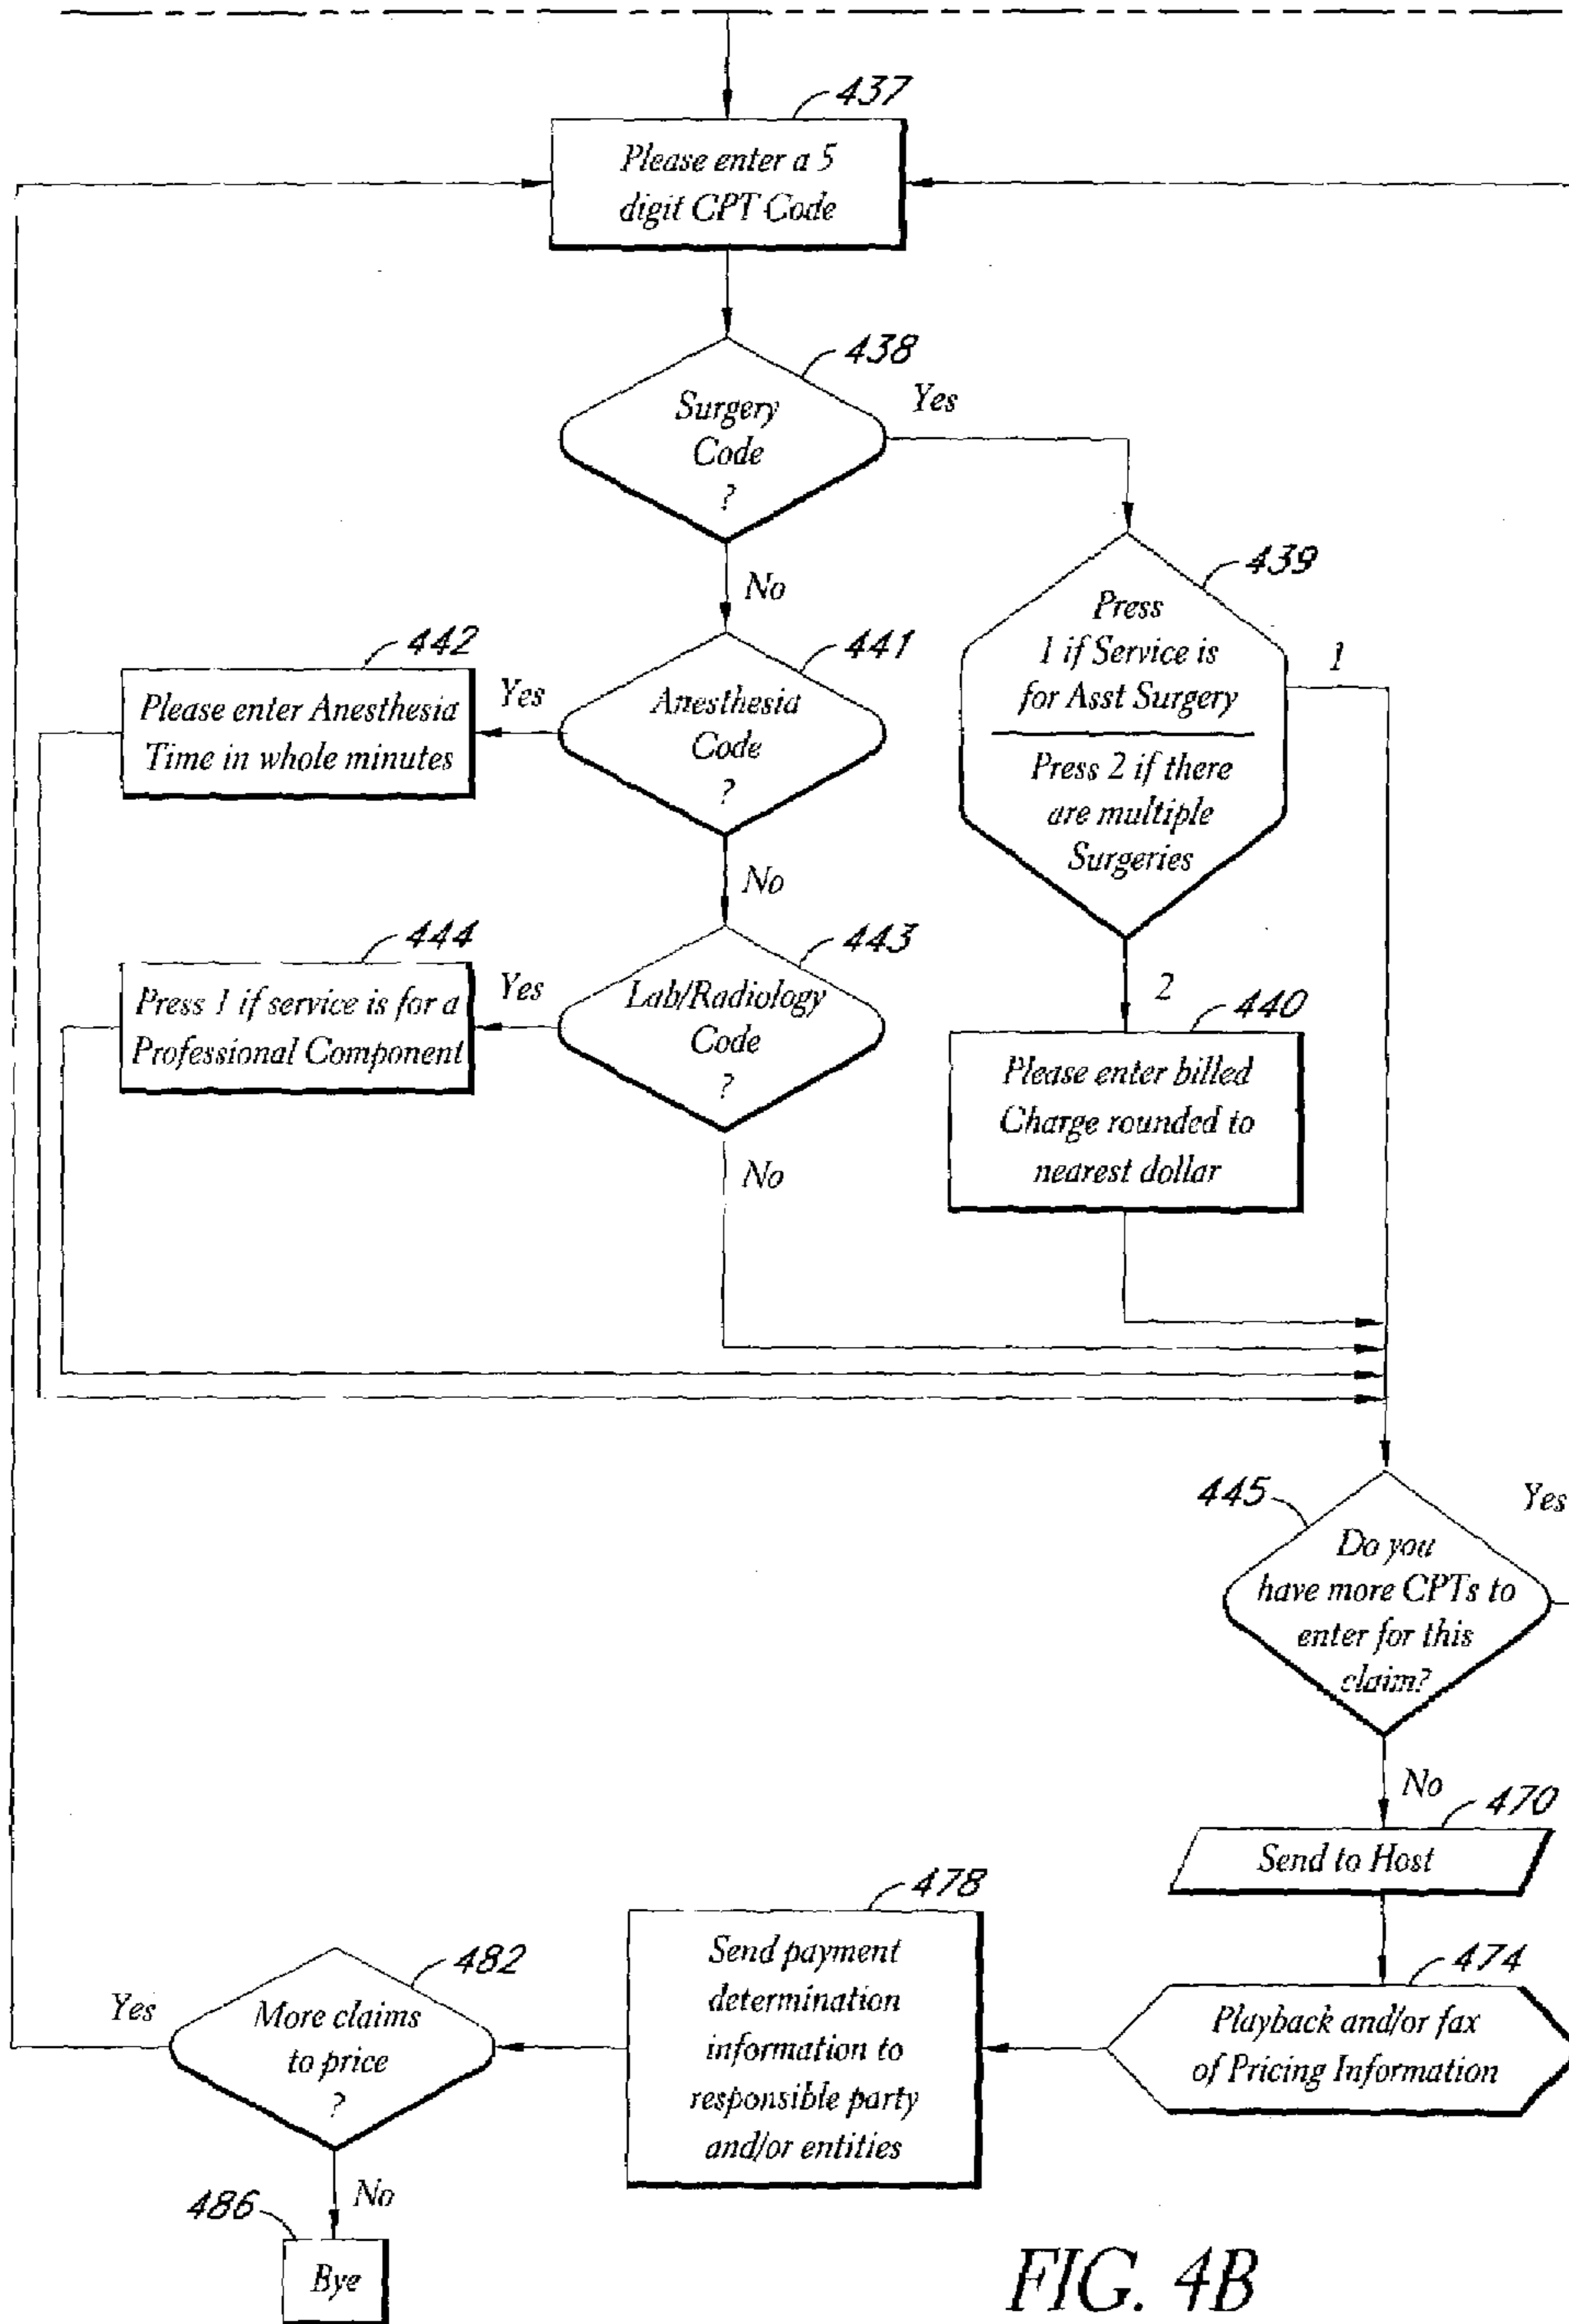 437
Please enter a 5
digit CPT Code
438
Surgery
Code
?
Yes
No
439
Press
1 if Service is
for Asst Surgery
Press 2 if there
are multiple
Surgeries
1
2
442
Please enter Anesthesia
Time in whole minutes
Yes
441
Anesthesia
Code
?
No
444
Press 1 if service is for a
Professional Component
Yes
443
Lab/Radiology
Code
?
No
440
Please enter billed
Charge rounded to
nearest dollar
445
Do you
have more CPTs to
enter for this
claim?
Yes
No
470
Send to Host
474
Playback and/or fax
of Pricing Information
478
Send payment
determination
information to
responsible party
and/or entities
482
More claims
to price
?
Yes
No
486
Bye
FIG. 4B